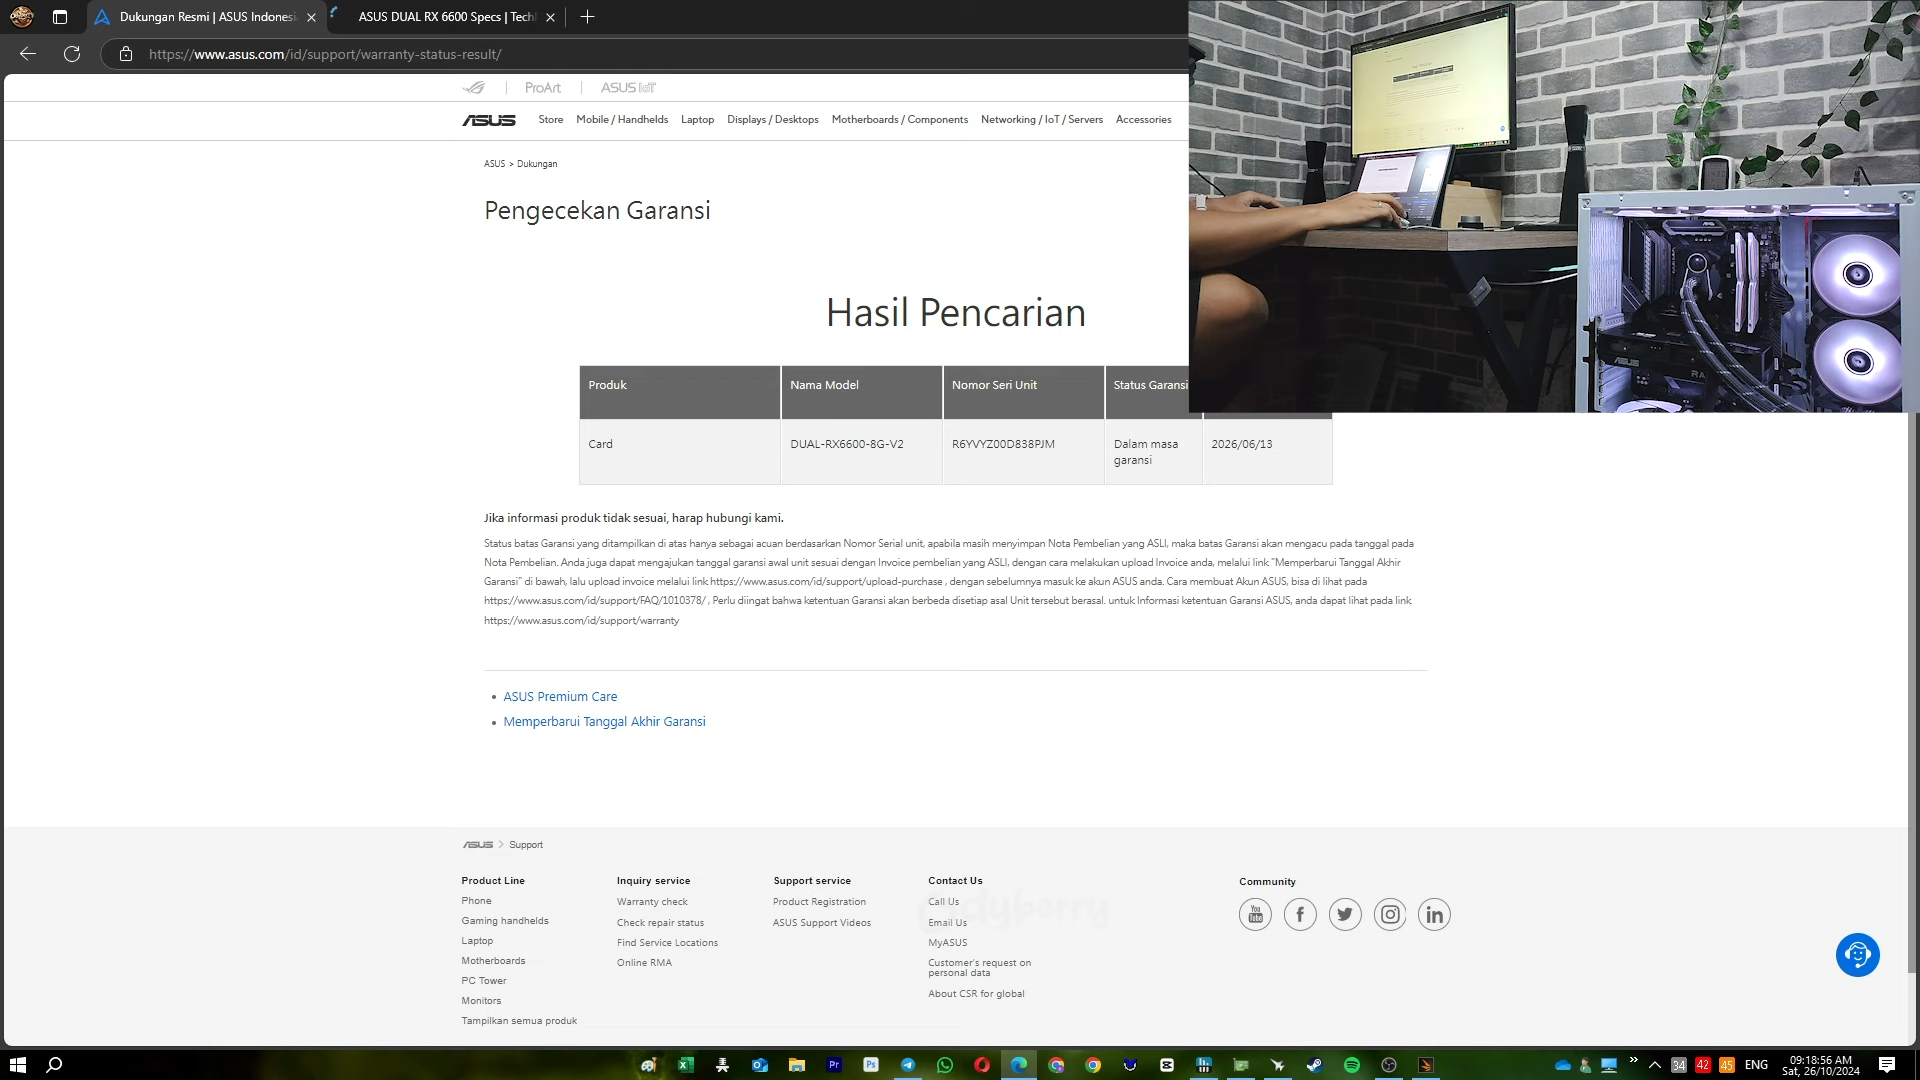 Dukungan Resmi | ASUS Indonesi
ASUS DUAL RX 6600 Specs | Tech
https://www.asus.com/id/support/warranty-status-result/
ProArt
ASUS IoT
ASUS
Store
Mobile / Handhelds
Laptop
Displays / Desktops
Motherboards / Components
Networking / IoT / Servers
Accessories
ASUS > Dukungan
Pengecekan Garansi
Hasil Pencarian
Produk
Nama Model
Nomor Seri Unit
Status Garansi
Card
DUAL-RX6600-8G-V2
R6YVYZ00D838PJM
Dalam masa
garansi
2026/06/13
Jika informasi produk tidak sesuai, harap hubungi kami.
Status batas Garansi yang ditampilkan di atas hanya sebagai acuan berdasarkan Nomor Serial unit, apabila masih menyimpan Nota Pembelian yang ASLI, maka batas Garansi akan mengacu pada tanggal pada
Nota Pembelian. Anda juga dapat mengajukan tanggal garansi awal unit sesuai dengan Invoice pembelian yang ASLI, dengan cara melakukan upload Invoice anda, melalui link "Memperbarui Tanggal Akhir
Garansi" di bawah, lalu upload invoice melalui link https://www.asus.com/id/support/upload-purchase , dengan sebelumnya masuk ke akun ASUS anda. Cara membuat Akun ASUS, bisa di lihat pada
https://www.asus.com/id/support/FAQ/1010378/ , Perlu diingat bahwa ketentuan Garansi akan berbeda disetiap asal Unit tersebut berasal. untuk Informasi ketentuan Garansi ASUS, anda dapat lihat pada link
https://www.asus.com/id/support/warranty
ASUS Premium Care
Memperbarui Tanggal Akhir Garansi
ASUS > Support
Product Line
Phone
Gaming handhelds
Laptop
Motherboards
PC Tower
Monitors
Tampilkan semua produk
Inquiry service
Warranty check
Check repair status
Find Service Locations
Online RMA
Support service
Product Registration
ASUS Support Videos
Contact Us
Call Us
Email Us
MyASUS
Customer's request on
personal data
About CSR for global
Community
You
Tube
ASUS
34
42
45
ENG
09:18:56 AM
Sat, 26/10/2024